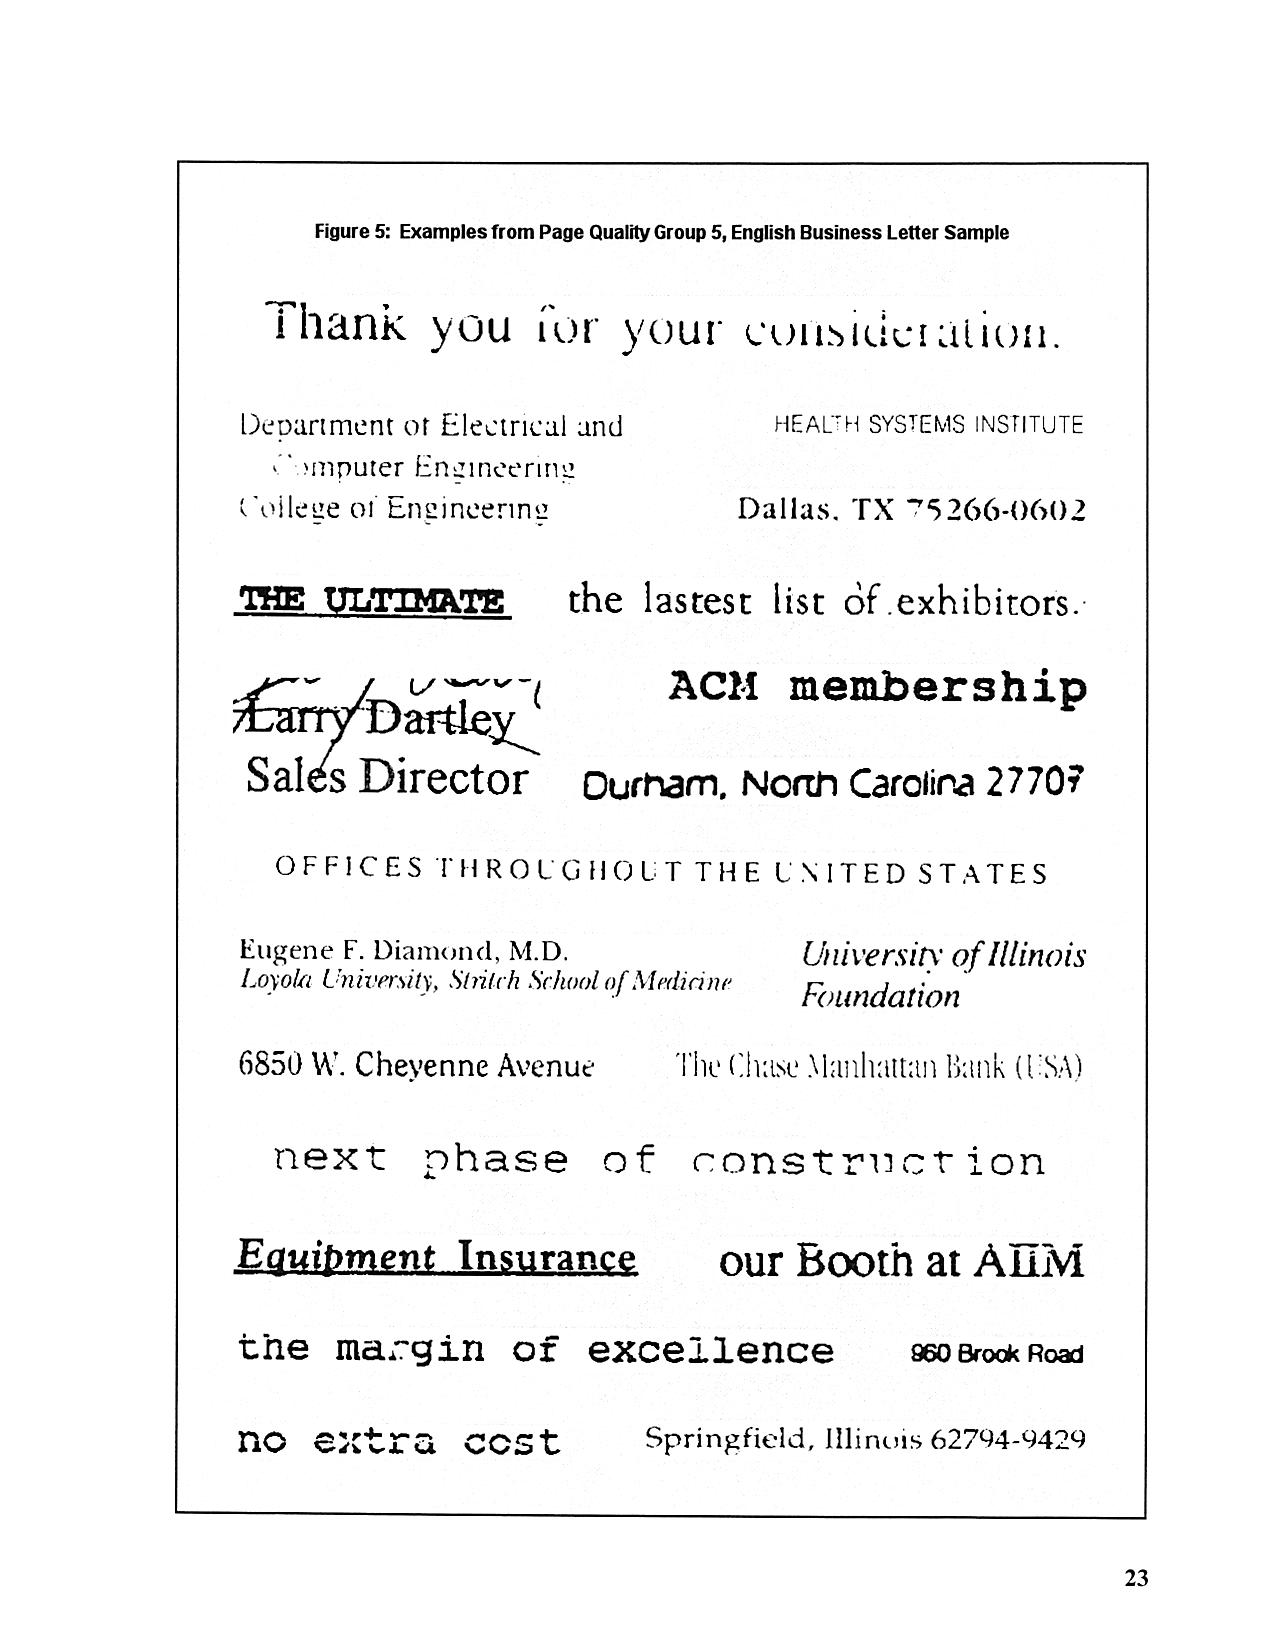 Figure 5: Examples from Page Quality Group 5, English Business Letter Sample
Thank you for your consideration.
Department of Electrical and
Computer Engineering
College of Engineering
HEALTH SYSTEMS INSTITUTE
Dallas, TX 75266-0602
THE ULTIMATE
the lastest list of exhibitors.
Larry Dartley
Sales Director
ACM membership
Durham, North Carolina 27707
OFFICES THROUGHOUT THE UNITED STATES
Eugene F. Diamond, M.D.
Loyola University, Stritch School of Medicine
University of Illinois
Foundation
6850 W. Cheyenne Avenue
The Chase Manhattan Bank (USA)
next phase of construction
Equipment Insurance
our Booth at AIIM
the margin of excellence
960 Brook Road
no extra cost
Springfield, Illinois 62794-9429
23